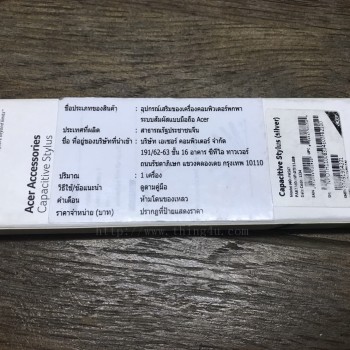 Acer Accessories
Capacitive Stylus
ชื่อประเภทของสินค้า : อุปกรณ์เสริมของเครื่องคอมพิวเตอร์พกพา
ระบบสัมผัสแบบมือถือ Acer
ประเทศที่ผลิต : สาธารณรัฐประชาชนจีน
ชื่อ ที่อยู่ของบริษัทที่นำเข้า : บริษัท เอเซอร์ คอมพิวเตอร์ จำกัด
191/62-63 ชั้น 16 อาคาร ซีทีไอ ทาวเวอร์
ถนนรัชดาภิเษก แขวงคลองเตย กรุงเทพ 10110
ปริมาณ : 1 เครื่อง
วิธีใช้/ข้อแนะนำ : ดูตามคู่มือ
คำเตือน : ห้ามโดนของเหลว
ราคาจำหน่าย (บาท) : ปรากฏที่ป้ายแสดงราคา
Capacitive Stylus (silver)